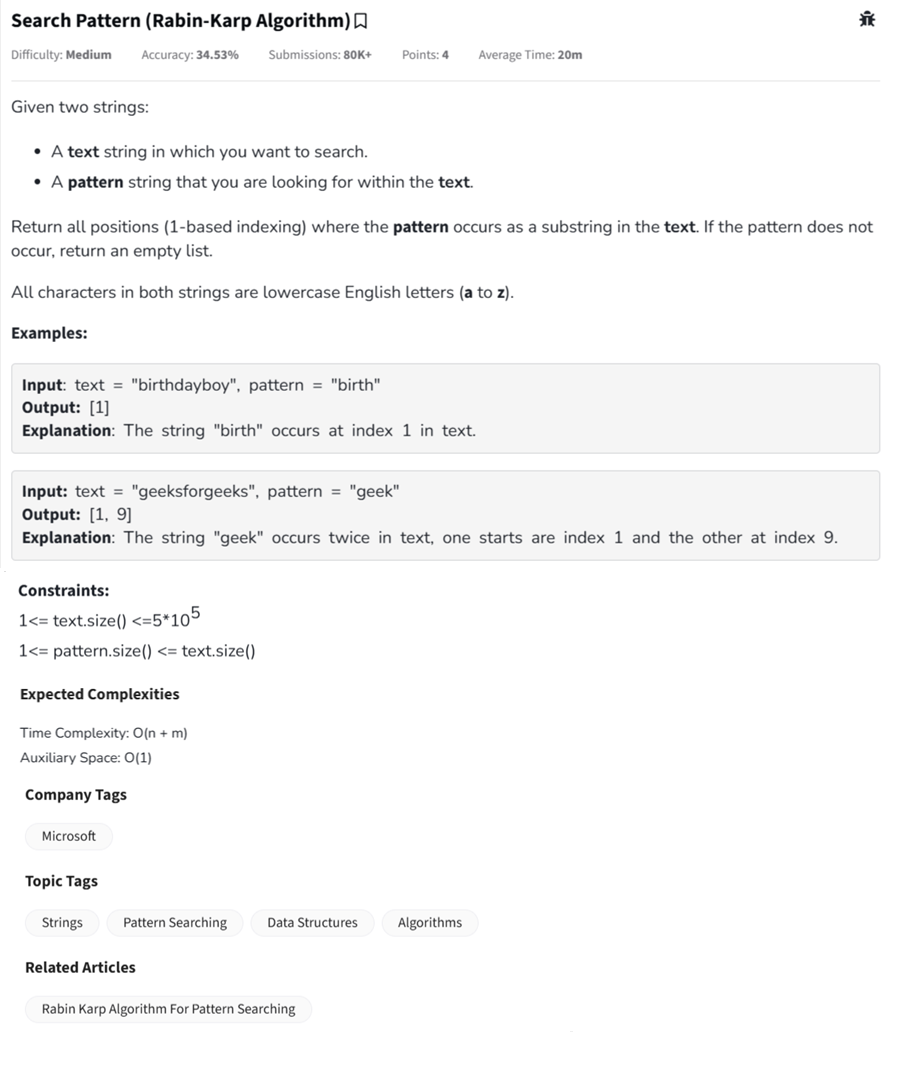 Search Pattern (Rabin-Karp Algorithm)
Difficulty: Medium Accuracy: 34.53% Submissions: 80K+ Points: 4 Average Time: 20m
Given two strings:
• A text string in which you want to search.
• A pattern string that you are looking for within the text.
Return all positions (1-based indexing) where the pattern occurs as a substring in the text. If the pattern does not
occur, return an empty list.
All characters in both strings are lowercase English letters (a to z).
Examples:
Input: text = "birthdayboy", pattern = "birth"
Output: [1]
Explanation: The string "birth" occurs at index 1 in text.
Input: text = "geeksforgeeks", pattern = "geek"
Output: [1, 9]
Explanation: The string "geek" occurs twice in text, one starts are index 1 and the other at index 9.
Constraints:
1<= text.size() <=5*10^5
1<= pattern.size() <= text.size()
Expected Complexities
Time Complexity: O(n + m)
Auxiliary Space: O(1)
Company Tags
Microsoft
Topic Tags
Strings Pattern Searching Data Structures Algorithms
Related Articles
Rabin Karp Algorithm For Pattern Searching